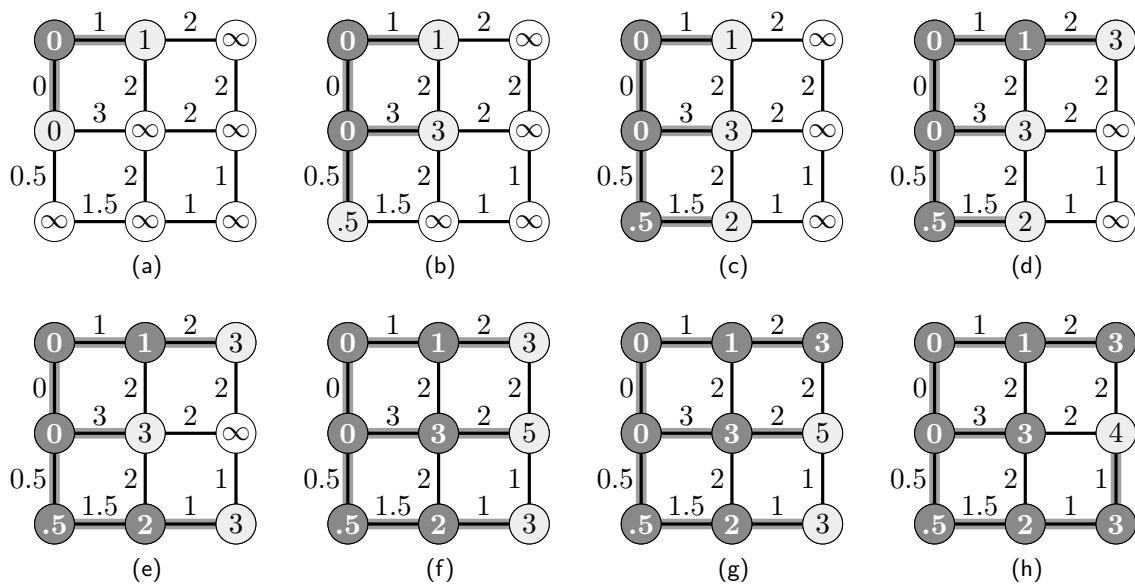 1 2 1 2 1 2 1 2
0 1 ∞ 0 1 ∞ 0 1 ∞ 0 1 3
0 2 2 0 2 2 0 2 2 0 2 2
3 2 3 2 3 2 3 2
0 ∞ ∞ 0 3 ∞ 0 3 ∞ 0 3 ∞
0.5 2 1 0.5 2 1 0.5 2 1 0.5 2 1
1.5 1 1.5 1 1.5 1 1.5 1
∞ ∞ ∞ .5 ∞ ∞ .5 2 ∞ .5 2 ∞
(a) (b) (c) (d)
1 2 1 2 1 2 1 2
0 1 3 0 1 3 0 1 3 0 1 3
0 2 2 0 2 2 0 2 2 0 2 2
3 2 3 2 3 2 3 2
0 3 ∞ 0 3 5 0 3 5 0 3 4
0.5 2 1 0.5 2 1 0.5 2 1 0.5 2 1
1.5 1 1.5 1 1.5 1 1.5 1
.5 2 3 .5 2 3 .5 2 3 .5 2 3
(e) (f) (g) (h)